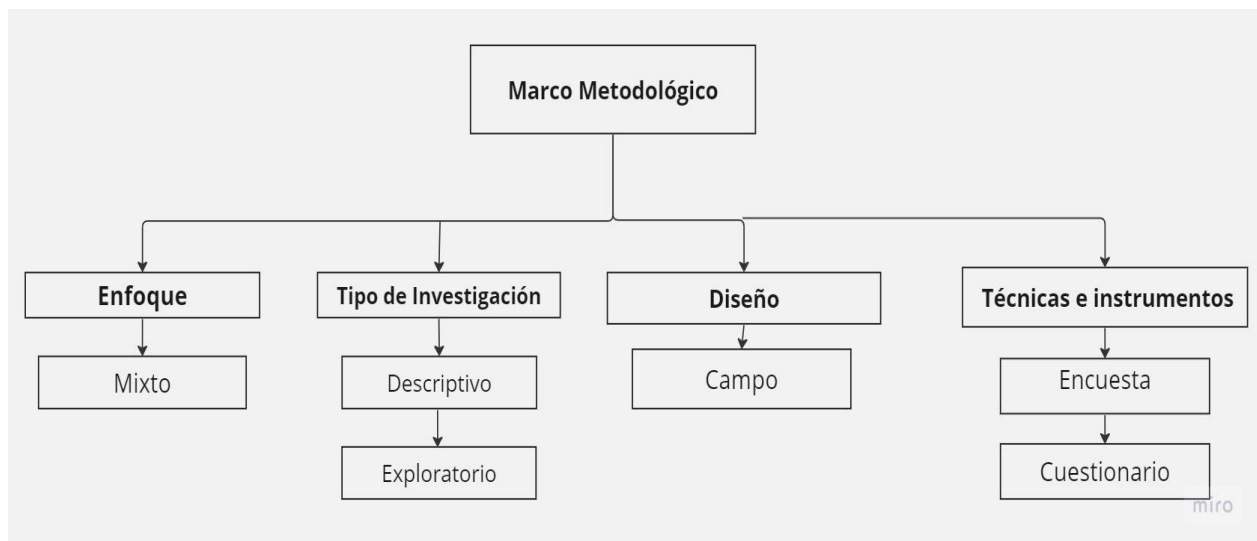 Marco Metodológico
Enfoque
Tipo de Investigación
Diseño
Técnicas e instrumentos
Mixto
Descriptivo
Campo
Encuesta
Exploratorio
Cuestionario
miro